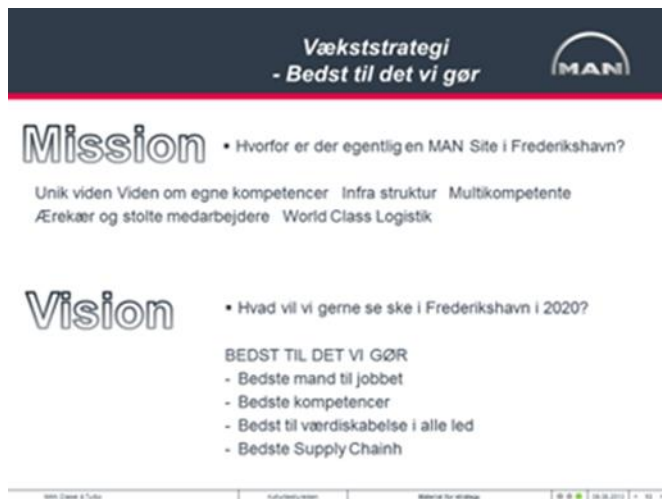 Vækststrategi
- Bedst til det vi gør
MAN
Mission
▪ Hvorfor er der egentlig en MAN Site i Frederikshavn?
Unik viden Viden om egne kompetencer Infra struktur Multikompetente
Ærekær og stolte medarbejdere World Class Logistik
Vision
▪ Hvad vil vi gerne se ske i Frederikshavn i 2020?
BEDST TIL DET VI GØR
- Bedste mand til jobbet
- Bedste kompetencer
- Bedst til værdiskabelse i alle led
- Bedste Supply Chainh
MAN Diesel & Turbo